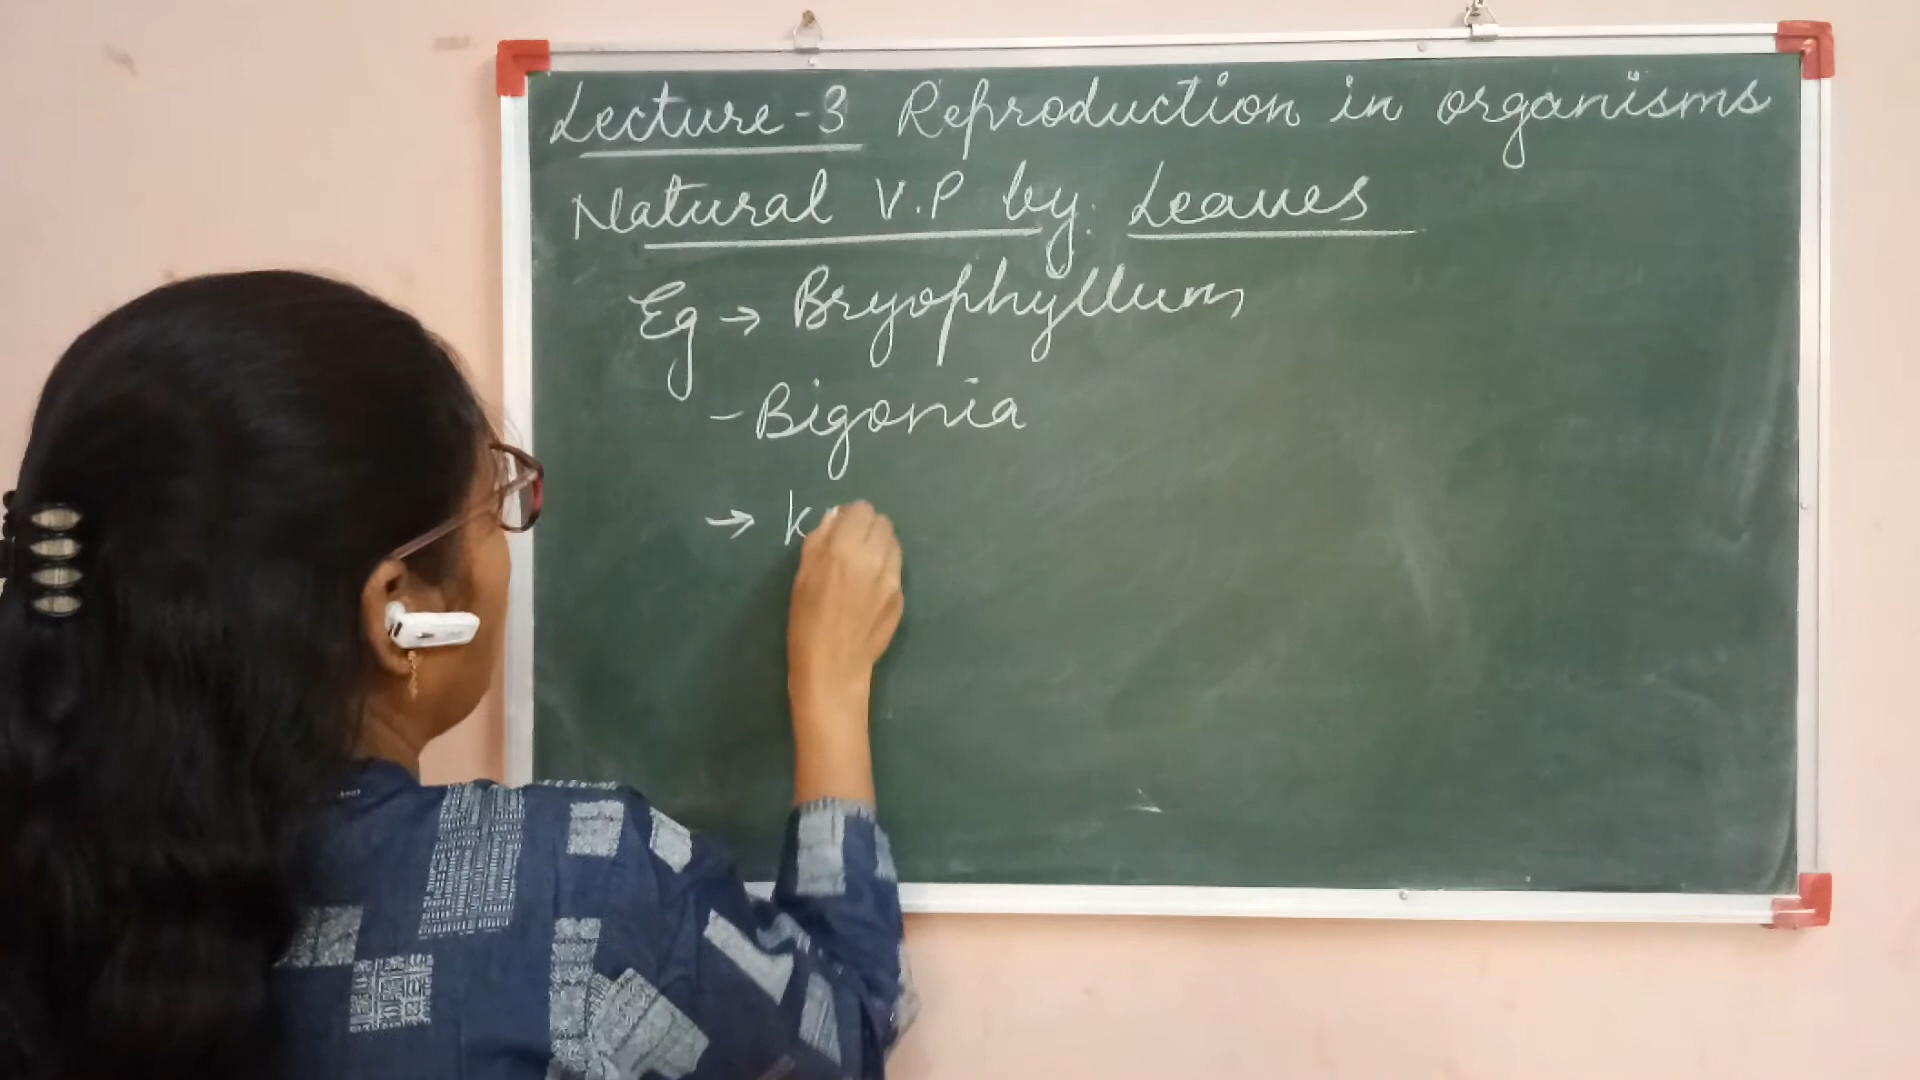 Lecture-3 Reproduction in organisms
Natural V.P by. Leaves
Eg → Bryophyllum
- Bigonia
→ K